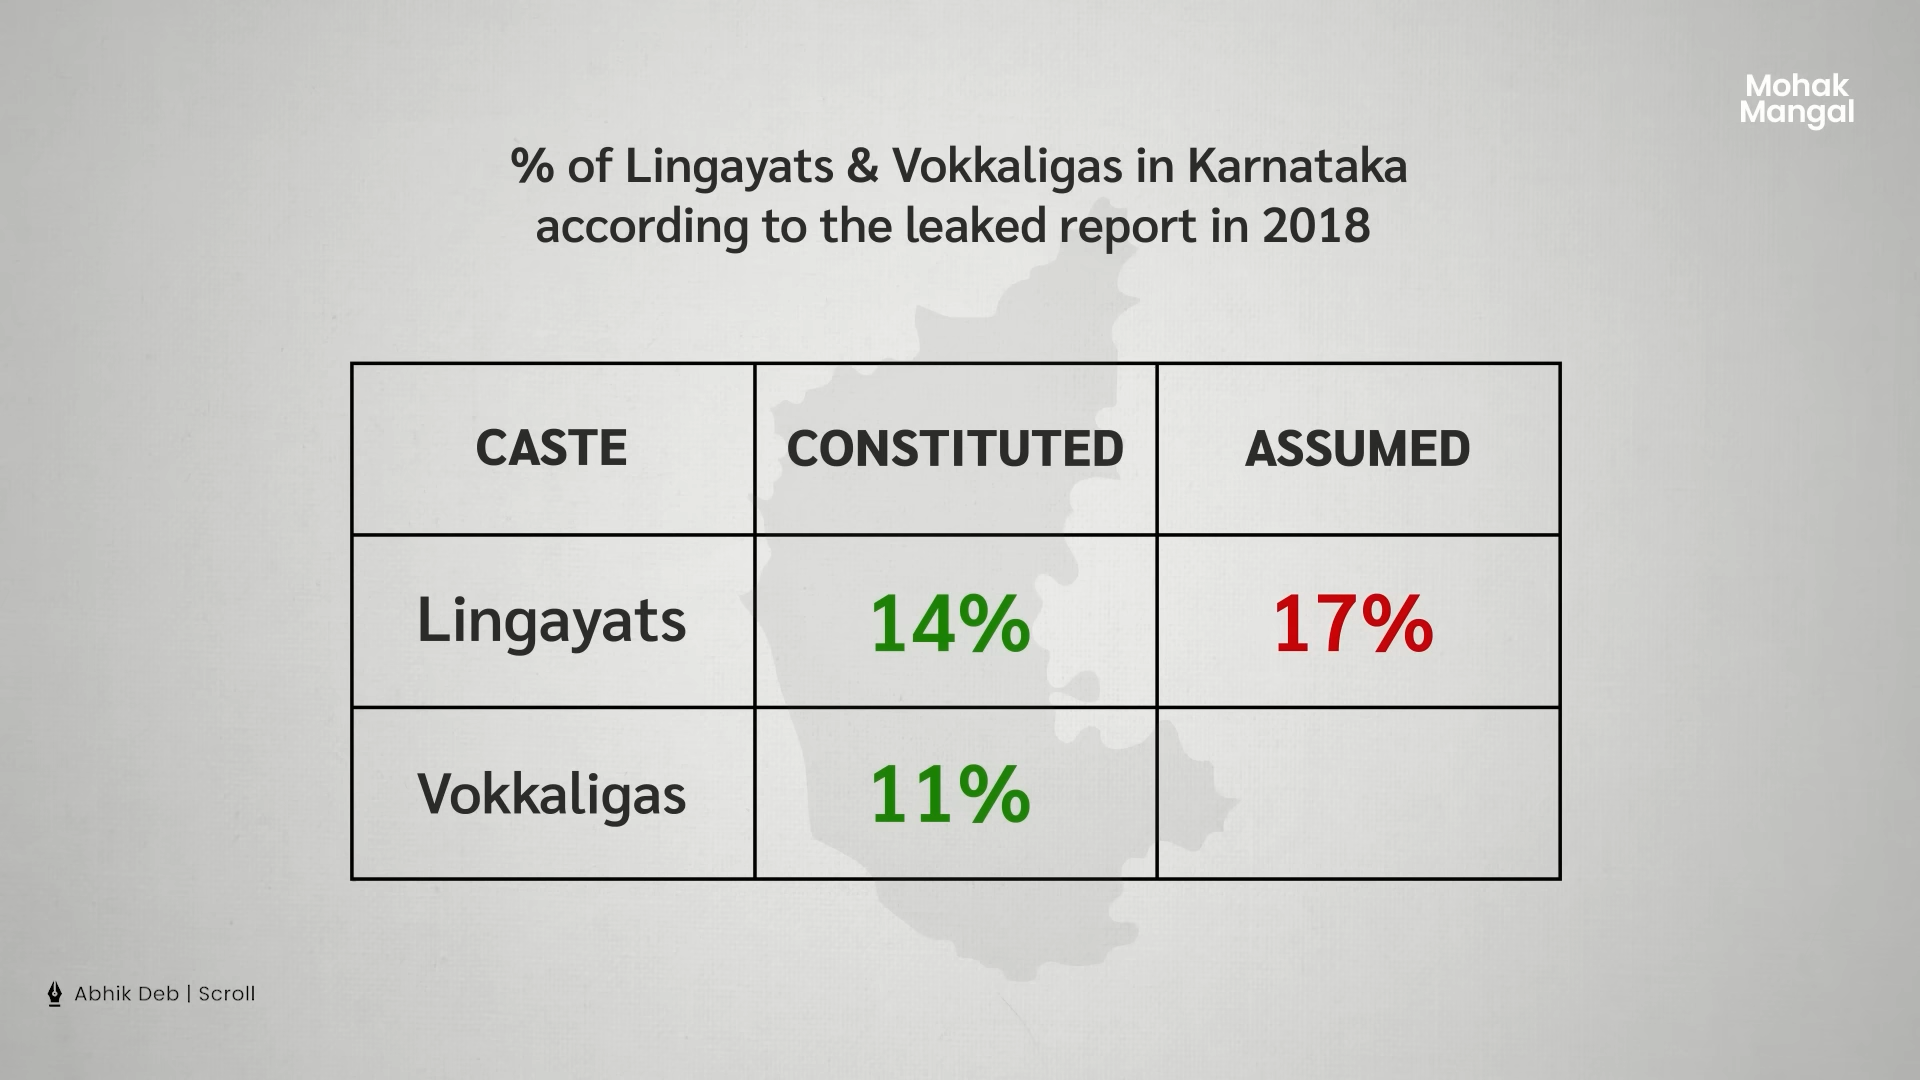 Mohak
Mangal
% of Lingayats & Vokkaligas in Karnataka
according to the leaked report in 2018
CASTE CONSTITUTED ASSUMED
Lingayats 14% 17%
Vokkaligas 11%
Abhik Deb | Scroll